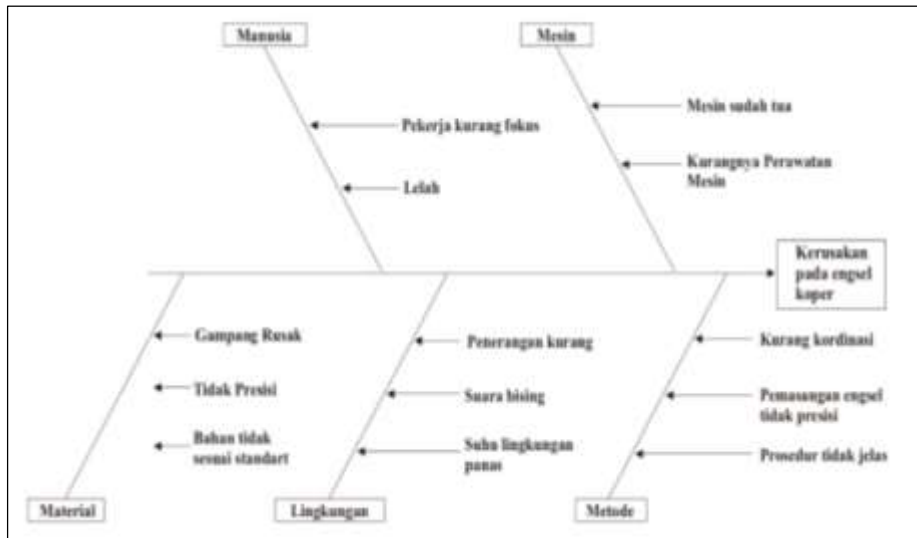 Manusia
Mesin
Pekerja kurang fokus
Lelah
Mesin sudah tua
Kurangnya Perawatan
Mesin
Kerusakan
pada engsel
koper
Gampang Rusak
Tidak Presisi
Bahan tidak
sesuai standart
Penerangan kurang
Suara bising
Suhu lingkungan
panas
Kurang kordinasi
Pemasangan engsel
tidak presisi
Prosedur tidak jelas
Material
Lingkungan
Metode